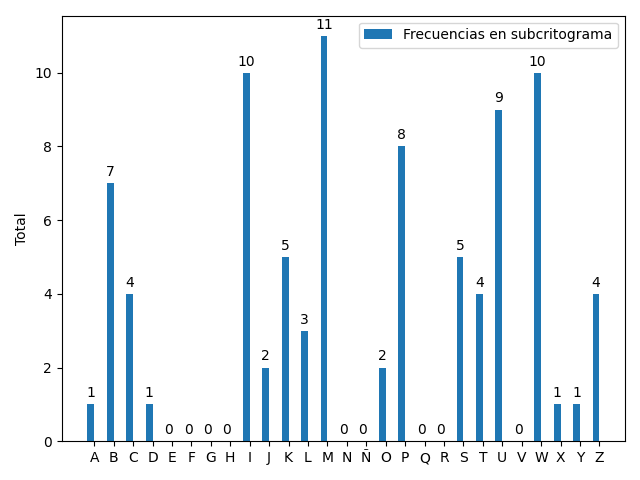 Frecuencias en subcritograma
Total
10
8
6
4
2
0
1 7 4 1 0 0 0 0 10 2 5 3 11 0 0 2 8 0 0 5 4 9 0 10 1 1 4
A B C D E F G H I J K L M N Ñ O P Q R S T U V W X Y Z